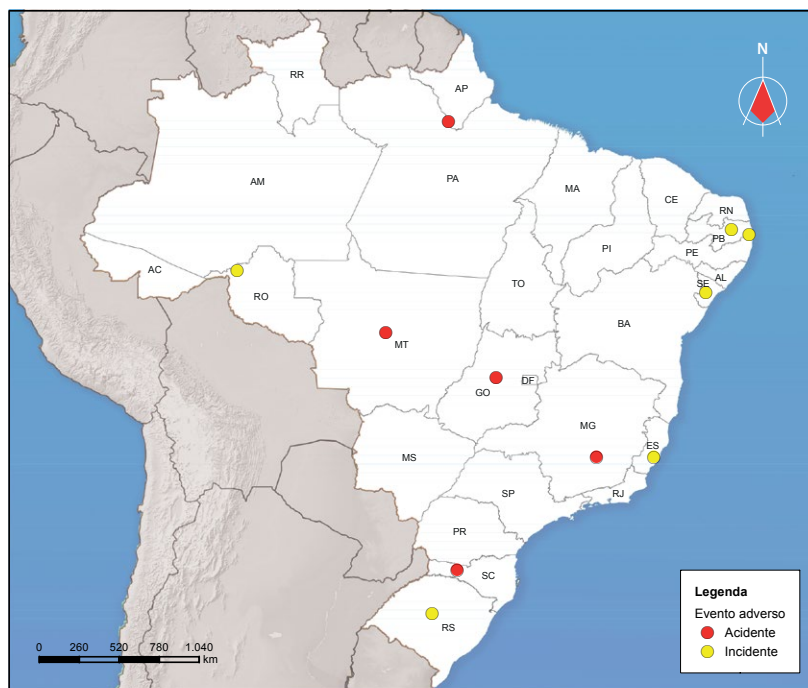 N
RR
AP
AM
PA
MA
CE
RN
PB
PE
PI
AL
SE
AC
RO
TO
BA
MT
GO
DF
MG
ES
MS
SP
RJ
PR
SC
RS
0 260 520 780 1.040
km
Legenda
Evento adverso
Acidente
Incidente